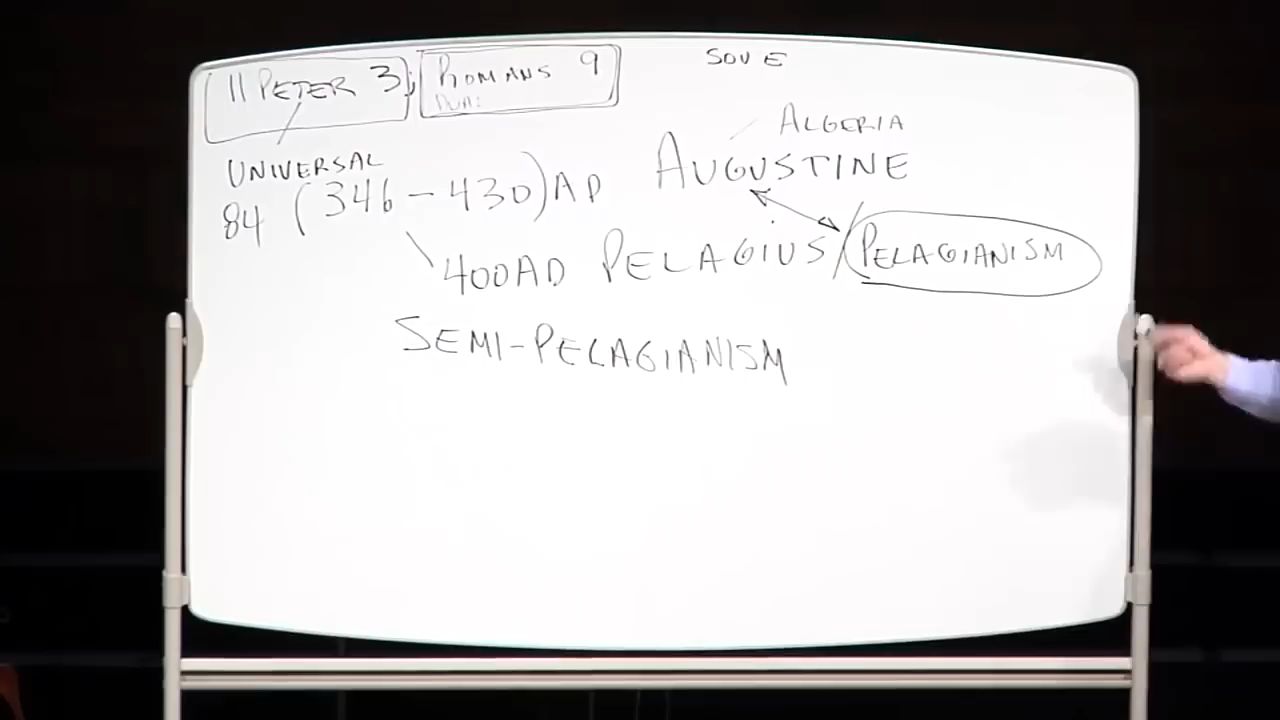 II PETER 3; ROMANS 9
SOV E
ALGERIA
UNIVERSAL
AUGUSTINE
84 (346-430) AD
400AD PELAGIUS/PELAGIANISM
SEMI-PELAGIANISM